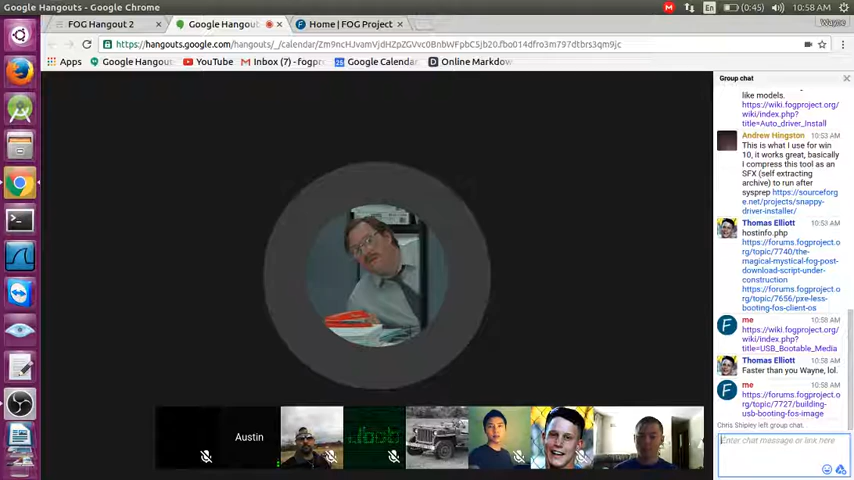 Google Hangouts - Google Chrome
En
(0:45)
10:58 AM
FOG Hangout 2
Google Hangou
Home | FOG Project
Wayne
https://hangouts.google.com/hangouts/_/calendar/
Apps
Google Hangout
YouTube
Inbox (7) - fogpr
Google Calendar
Online Markdow
Group chat
like models.
https://wiki.fogproject.org/
wiki/index.php?
title=Auto_driver_Install
Andrew Hingston
10:53 AM
This is what I use for win
10, it works great, basically
I compress this tool as an
SFX (self extracting
archive) to run after
sysprep https://sourceforg
e.net/projects/snappy-
driver-installer/
Thomas Elliott
10:53 AM
hostinfo.php
https://forums.fogproject.
org/topic/7740/the-
magical-mystical-fog-post-
download-script-under-
construction
https://forums.fogproject.
org/topic/7656/pxe-less-
booting-fos-client-os
me
10:58 AM
https://wiki.fogproject.org/
wiki/index.php?
title=USB_Bootable_Media
Thomas Elliott
10:58 AM
Faster than you Wayne, lol.
me
10:58 AM
https://forums.fogproject.
org/topic/7727/building-
usb-booting-fos-image
Chris Shipley left group chat.
Enter chat message or link here
Austin